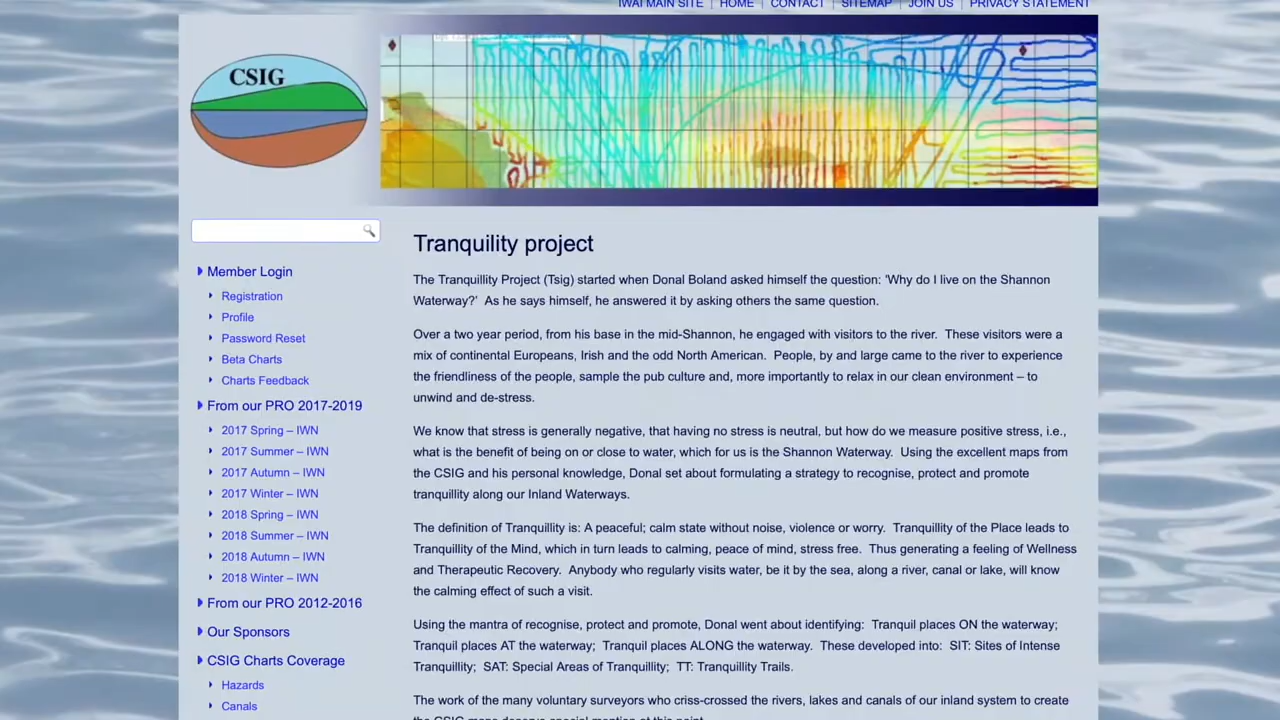 IWAI MAIN SITE | HOME | CONTACT | SITEMAP | JOIN US | PRIVACY STATEMENT
CSIG
Member Login
Registration
Profile
Password Reset
Beta Charts
Charts Feedback
From our PRO 2017-2019
2017 Spring – IWN
2017 Summer – IWN
2017 Autumn – IWN
2017 Winter – IWN
2018 Spring – IWN
2018 Summer – IWN
2018 Autumn – IWN
2018 Winter – IWN
From our PRO 2012-2016
Our Sponsors
CSIG Charts Coverage
Hazards
Canals
Tranquility project
The Tranquillity Project (Tsig) started when Donal Boland asked himself the question: 'Why do I live on the Shannon
Waterway?'  As he says himself, he answered it by asking others the same question.
Over a two year period, from his base in the mid-Shannon, he engaged with visitors to the river.  These visitors were a
mix of continental Europeans, Irish and the odd North American.  People, by and large came to the river to experience
the friendliness of the people, sample the pub culture and, more importantly to relax in our clean environment – to
unwind and de-stress.
We know that stress is generally negative, that having no stress is neutral, but how do we measure positive stress, i.e.,
what is the benefit of being on or close to water, which for us is the Shannon Waterway.  Using the excellent maps from
the CSIG and his personal knowledge, Donal set about formulating a strategy to recognise, protect and promote
tranquillity along our Inland Waterways.
The definition of Tranquillity is: A peaceful; calm state without noise, violence or worry.  Tranquillity of the Place leads to
Tranquillity of the Mind, which in turn leads to calming, peace of mind, stress free.  Thus generating a feeling of Wellness
and Therapeutic Recovery.  Anybody who regularly visits water, be it by the sea, along a river, canal or lake, will know
the calming effect of such a visit.
Using the mantra of recognise, protect and promote, Donal went about identifying:  Tranquil places ON the waterway;
Tranquil places AT the waterway;  Tranquil places ALONG the waterway.  These developed into:  SIT: Sites of Intense
Tranquillity;  SAT: Special Areas of Tranquillity;  TT: Tranquillity Trails.
The work of the many voluntary surveyors who criss-crossed the rivers, lakes and canals of our inland system to create
the CSIG maps deserve special mention at this point.